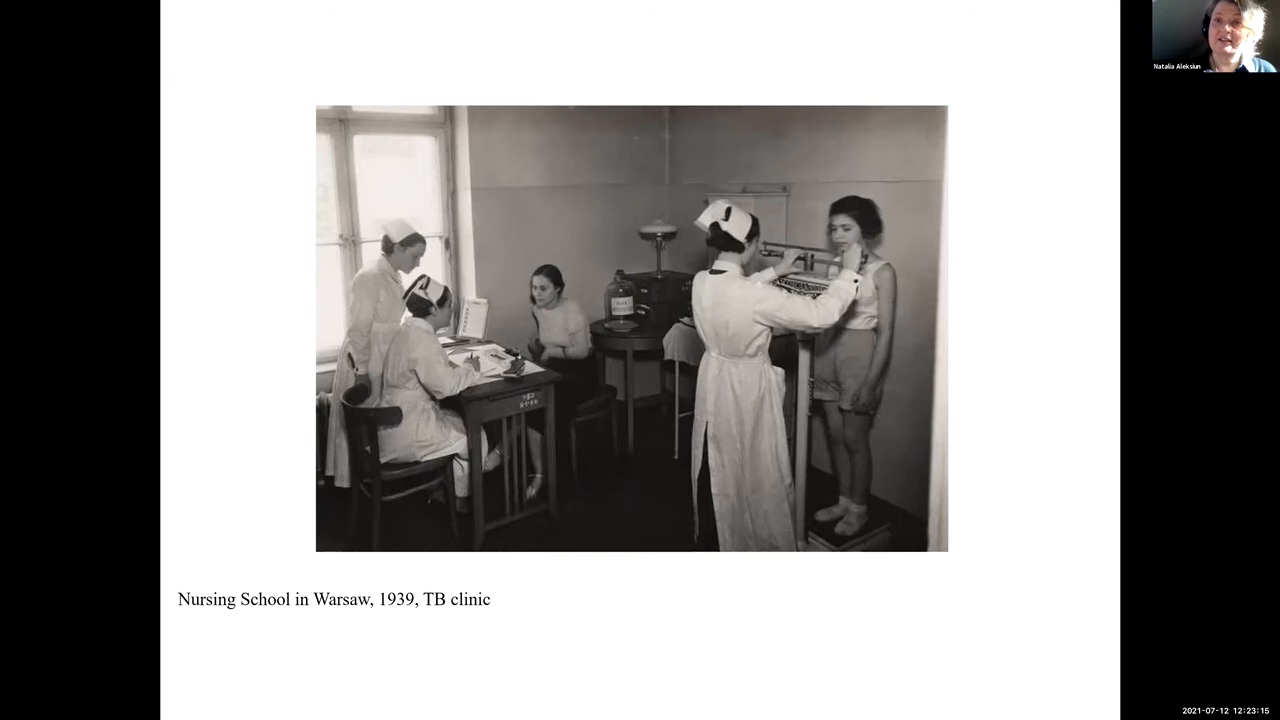 Natalia Aleksiun
Nursing School in Warsaw, 1939, TB clinic
2021-07-12 12:23:15